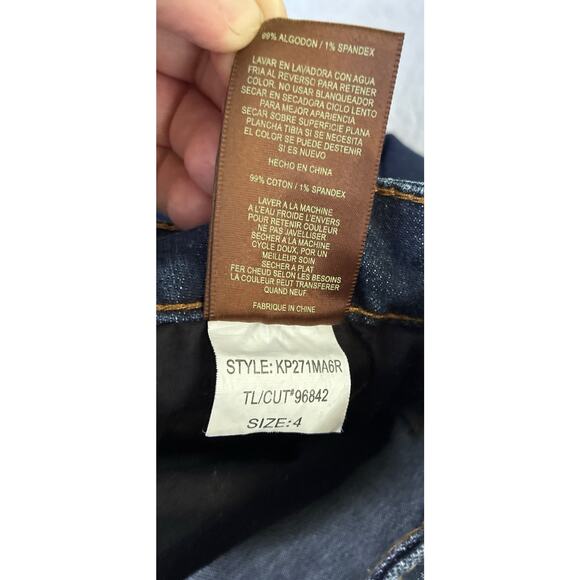 99% ALGODON / 1% SPANDEX
LAVAR EN LAVADORA CON AGUA
FRIA AL REVERSO PARA RETENER
COLOR. NO USAR BLANQUEADOR
SECAR EN SECADORA CICLO LENTO
PARA MEJOR APARIENCIA
SECAR SOBRE SUPERFICIE PLANA
PLANCHA TIBIA SI SE NECESITA
EL COLOR SE PUEDE DESTENIR
SI ES NUEVO
HECHO EN CHINA
99% COTON / 1% SPANDEX
LAVER A LA MACHINE
A L'EAU FROIDE L'ENVERS
POUR RETENIR COULEUR
NE PAS JAVELLISER
SECHER A LA MACHINE
CYCLE DOUX, POR UN
MEILLEUR SOIN
SECHER A PLAT
FER CHEUD SELON LES BESOINS
LA COULEUR PEUT TRANSFERER
QUAND NEUF.
FABRIQUE IN CHINE
STYLE: KP271MA6R
TL/CUT#96842
SIZE: 4